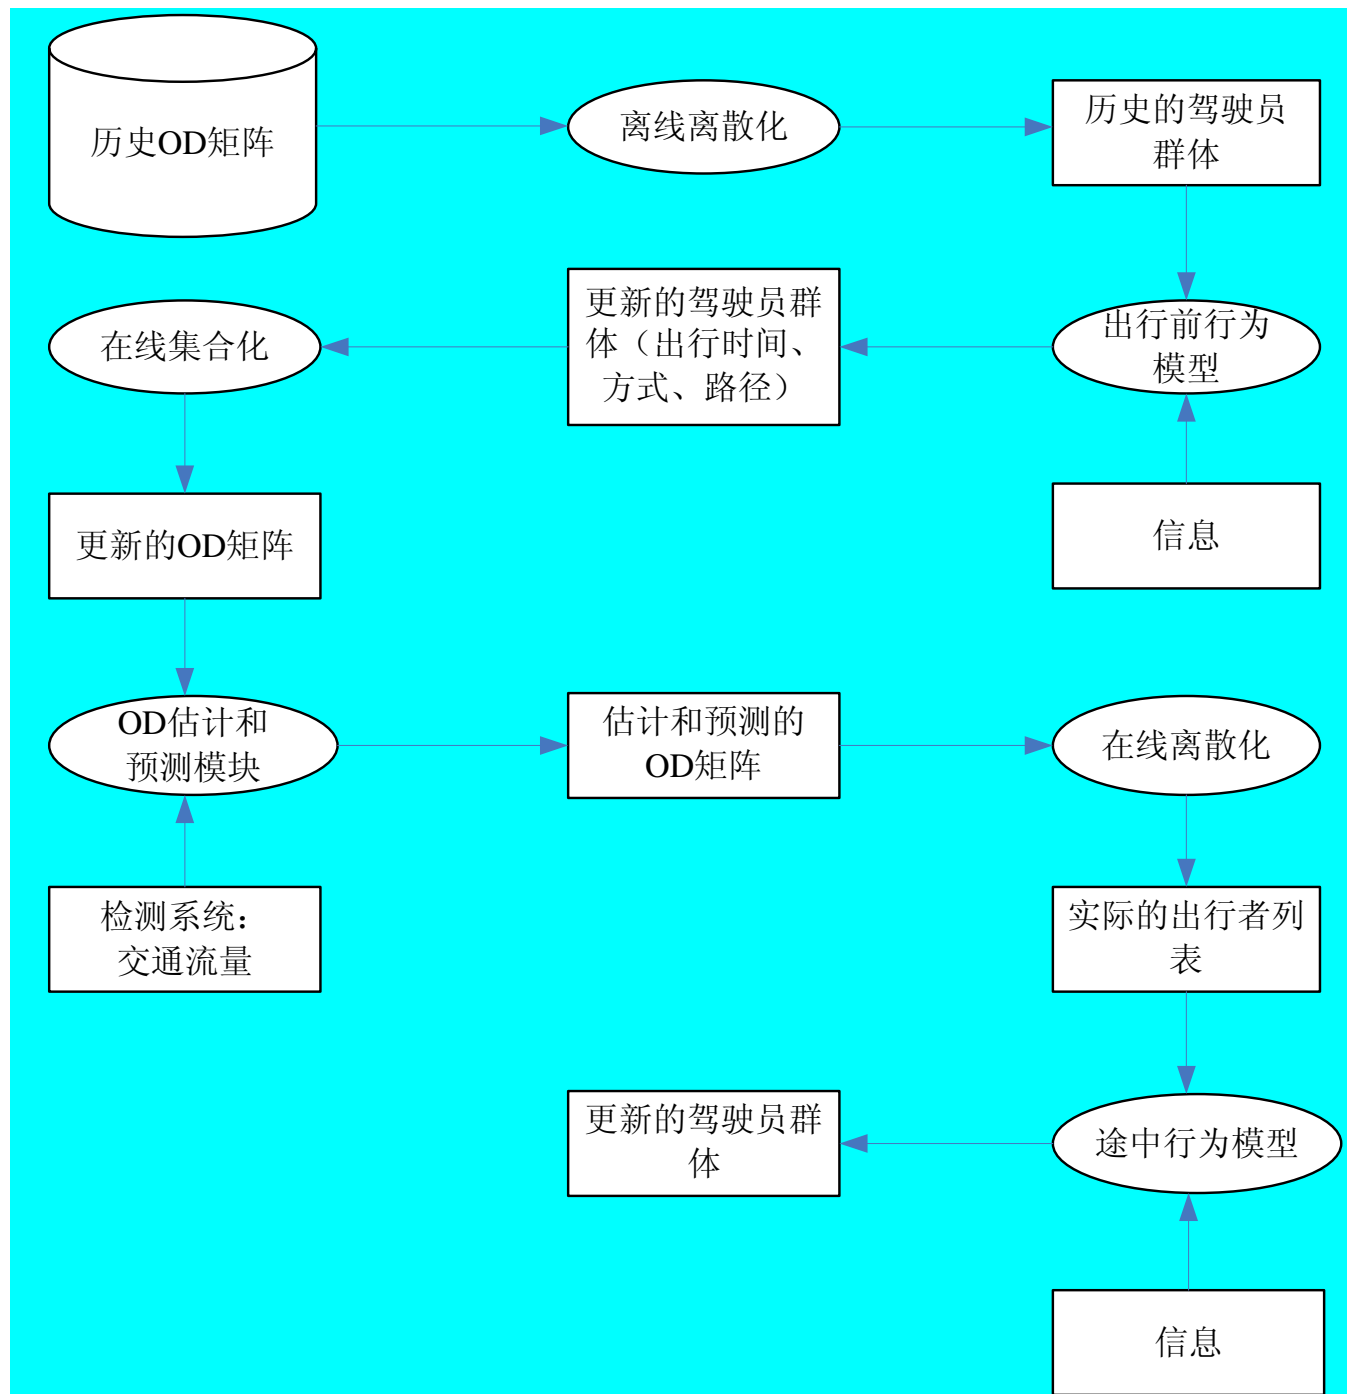 历史OD矩阵
离线离散化
历史的驾驶员
群体
更新的驾驶员群
体（出行时间、
方式、路径）
在线集合化
出行前行为
模型
更新的OD矩阵
信息
OD估计和
预测模块
估计和预测的
OD矩阵
在线离散化
检测系统：
交通流量
实际的出行者列
表
更新的驾驶员群
体
途中行为模型
信息